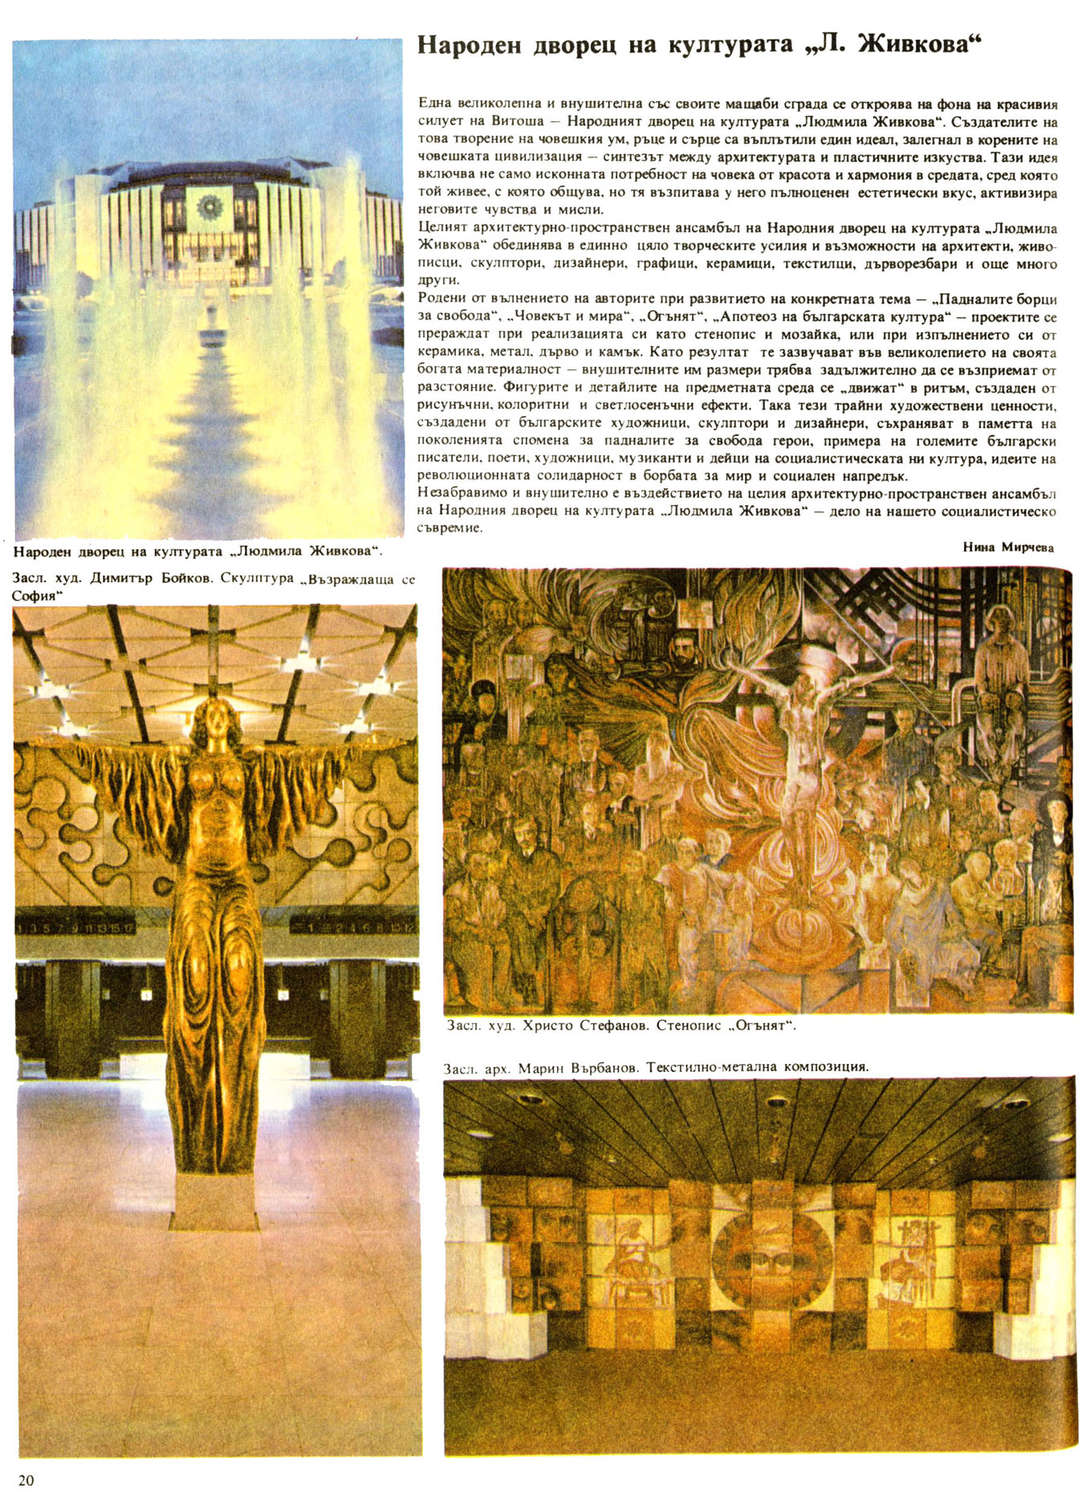 Народен дворец на културата „Л. Живкова“
Една великолепна и внушителна със своите мащаби сграда се откроява на фона на красивия
силует на Витоша — Народният дворец на културата „Людмила Живкова“. Създателите на
това творение на човешкия ум, ръце и сърце са въплътили един идеал, залегнал в корените на
човешката цивилизация — синтезът между архитектурата и пластичните изкуства. Тази идея
включва не само исконната потребност на човека от красота и хармония в средата, сред която
той живее, с която общува, но тя възпитава у него пълноценен естетически вкус, активизира
неговите чувства и мисли.
Целият архитектурно-пространствен ансамбъл на Народния дворец на културата „Людмила
Живкова“ обединява в единно цяло творческите усилия и възможности на архитекти, живо-
писци, скулптори, дизайнери, графици, керамици, текстилци, дърворезбари и още много
други.
Родени от вълнението на авторите при развитието на конкретната тема — „Падналите борци
за свобода“, „Човекът и мира“, „Огънят“, „Апотеоз на българската култура“ — проектите се
прераждат при реализацията си като стенопис и мозайка, или при изпълнението си от
керамика, метал, дърво и камък. Като резултат те зазвучават във великолепието на своята
богата материалност — внушителните им размери трябва задължително да се възприемат от
разстояние. Фигурите и детайлите на предметната среда се „движат“ в ритъм, създаден от
рисунъчни, колоритни и светлосенъчни ефекти. Така тези трайни художествени ценности,
създадени от българските художници, скулптори и дизайнери, съхраняват в паметта на
поколенията спомена за падналите за свобода герои, примера на големите български
писатели, поети, художници, музиканти и дейци на социалистическата ни култура, идеите на
революционната солидарност в борбата за мир и социален напредък.
Незабравимо и внушително е въздействието на целия архитектурно-пространствен ансамбъл
на Народния дворец на културата „Людмила Живкова“ — дело на нашето социалистическо
съвремие.
Нина Мирчева
Народен дворец на културата „Людмила Живкова“.
Засл. худ. Димитър Бойков. Скулптура „Възраждаща се
София“
1 3 5 7 9 11 13 15 17
Засл. худ. Христо Стефанов. Стенопис „Огънят“.
Засл. арх. Марин Върбанов. Текстилно-метална композиция.
20